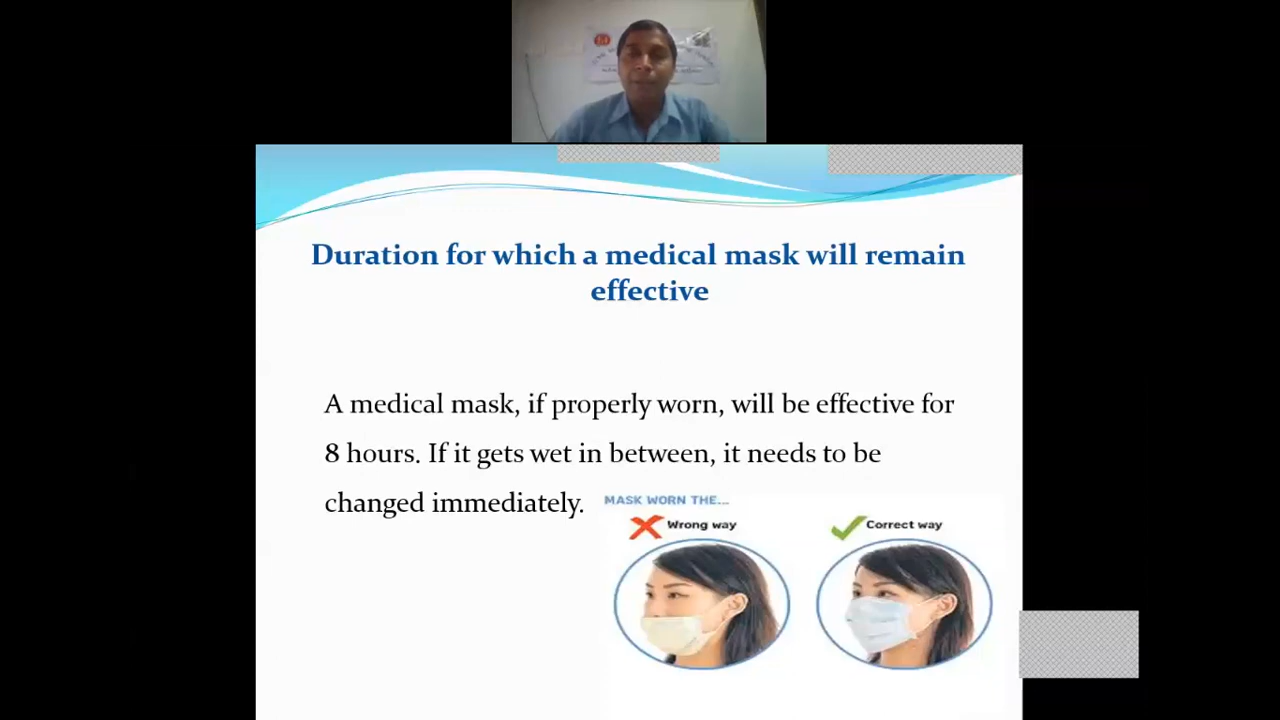 Duration for which a medical mask will remain
effective
A medical mask, if properly worn, will be effective for
8 hours. If it gets wet in between, it needs to be
changed immediately.
MASK WORN THE...
Wrong way
Correct way